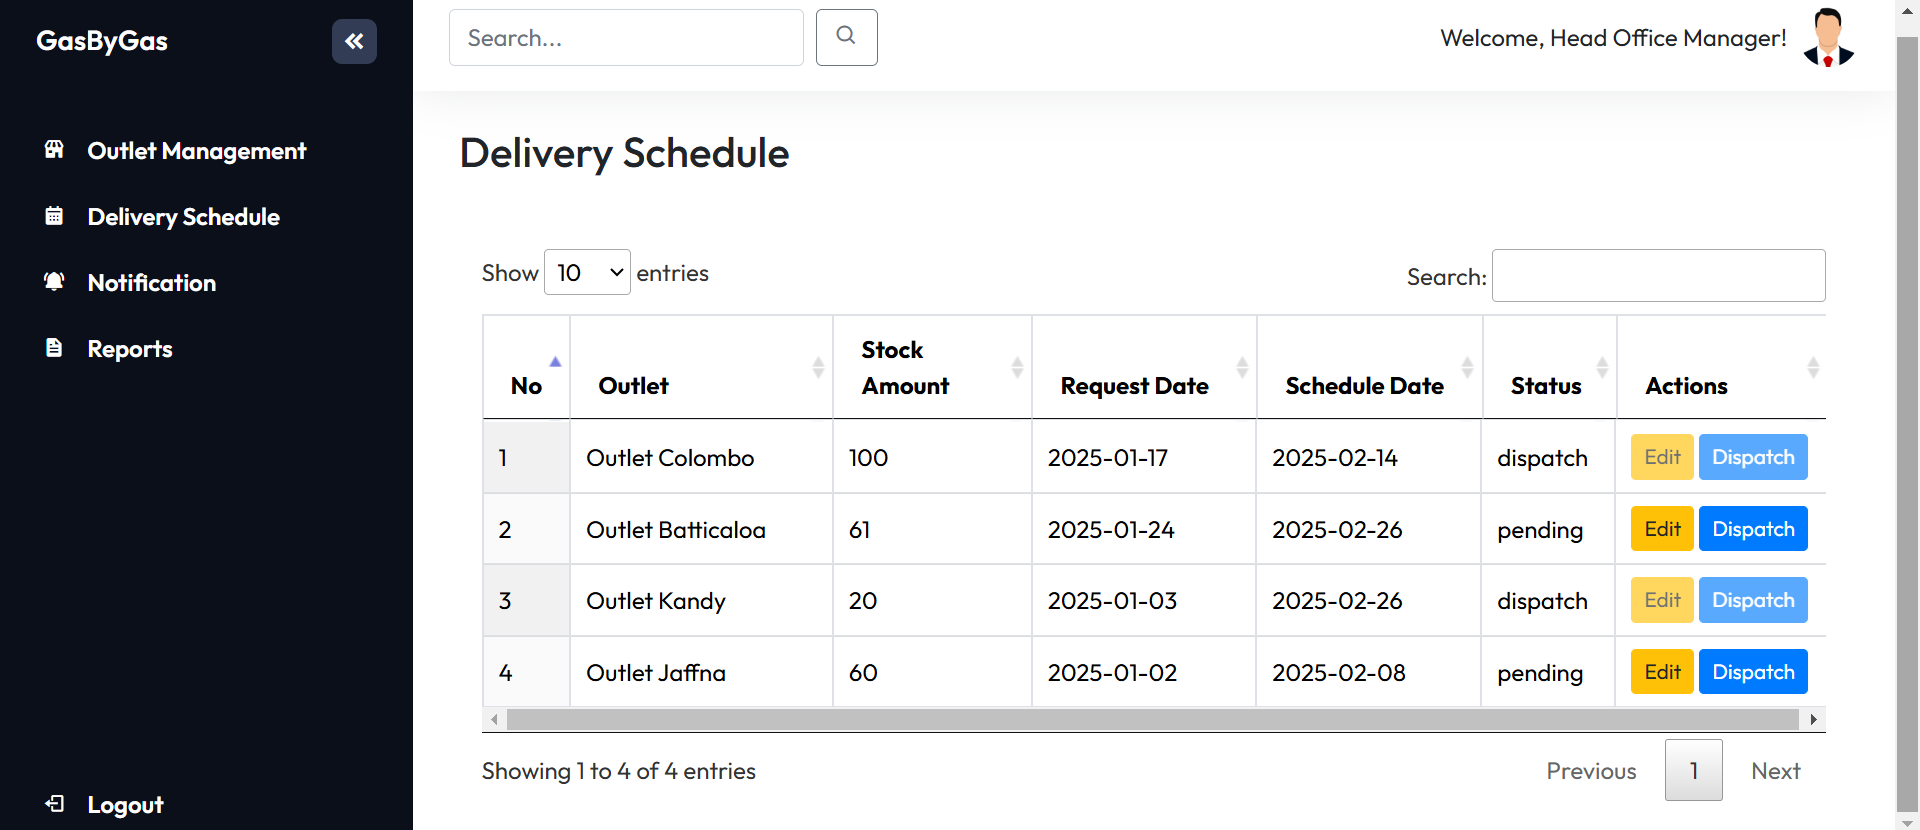 GasByGas
Search...
Welcome, Head Office Manager!
Outlet Management
Delivery Schedule
Notification
Reports
Logout
Delivery Schedule
Show 10 entries
Search:
No Outlet Stock Amount Request Date Schedule Date Status Actions
1 Outlet Colombo 100 2025-01-17 2025-02-14 dispatch Edit Dispatch
2 Outlet Batticaloa 61 2025-01-24 2025-02-26 pending Edit Dispatch
3 Outlet Kandy 20 2025-01-03 2025-02-26 dispatch Edit Dispatch
4 Outlet Jaffna 60 2025-01-02 2025-02-08 pending Edit Dispatch
Showing 1 to 4 of 4 entries
Previous 1 Next